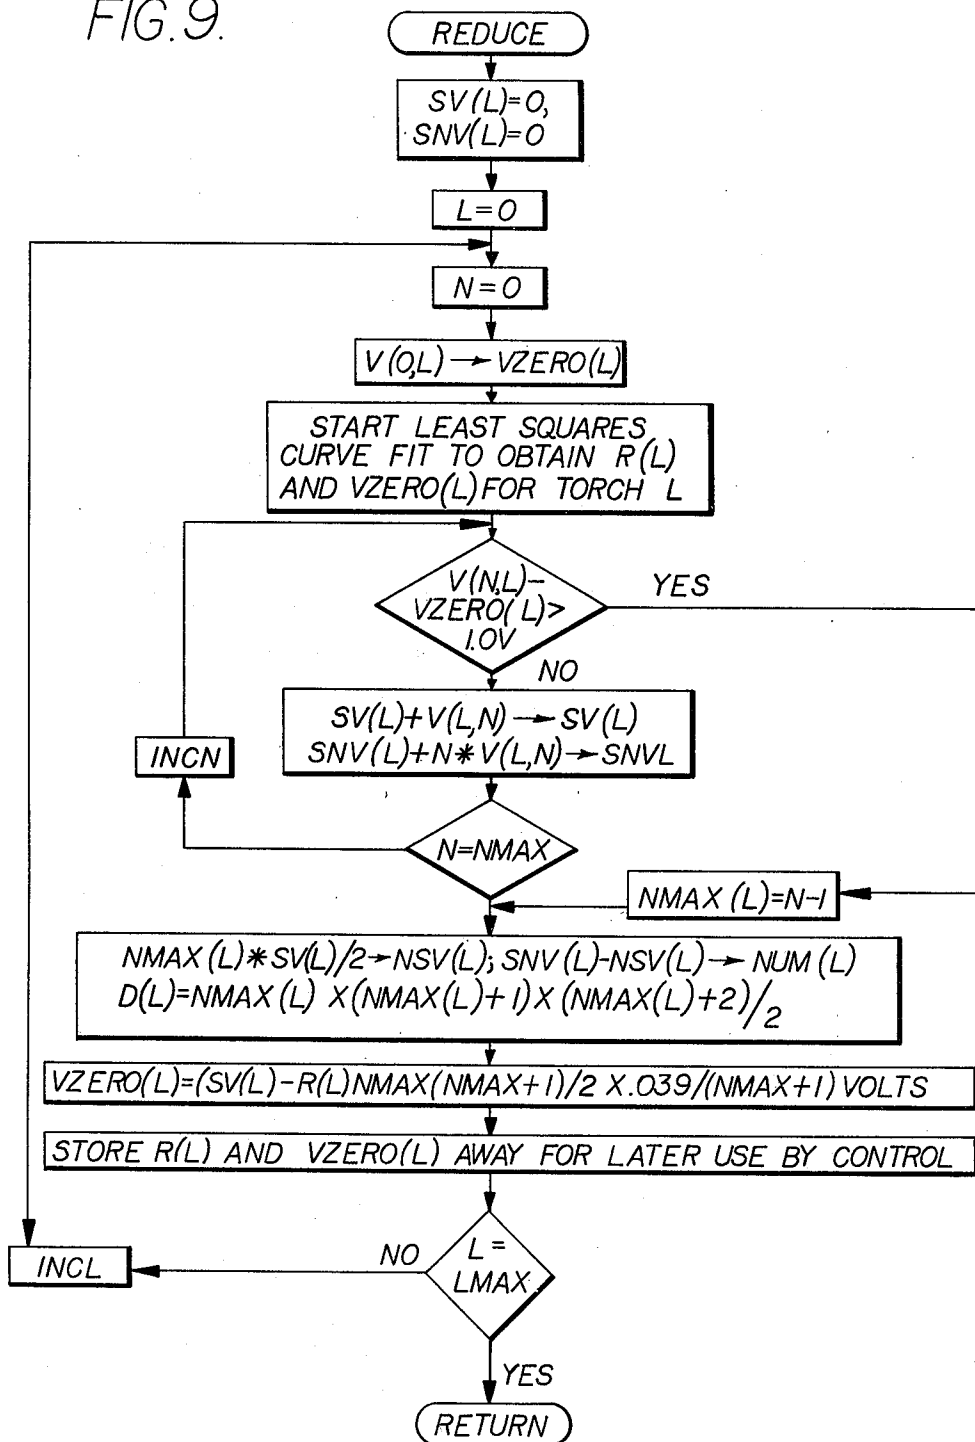 FIG.9.
REDUCE
SV(L)=0,
SNV(L)=0
L=0
N=0
V(0,L)→VZERO(L)
START LEAST SQUARES
CURVE FIT TO OBTAIN R(L)
AND VZERO(L) FOR TORCH L
V(N,L)-
VZERO(L)>
1.0V
YES
NO
SV(L)+V(L,N)→SV(L)
SNV(L)+N*V(L,N)→SNVL
INCN
N=NMAX
NMAX(L)=N-1
NMAX(L)*SV(L)/2→NSV(L); SNV(L)-NSV(L)→NUM(L)
D(L)=NMAX(L) X(NMAX(L)+1)X(NMAX(L)+2)/2
VZERO(L)=(SV(L)-R(L)NMAX(NMAX+1)/2 X.039/(NMAX+1) VOLTS
STORE R(L) AND VZERO(L) AWAY FOR LATER USE BY CONTROL
L=
LMAX
NO
INCL
YES
RETURN